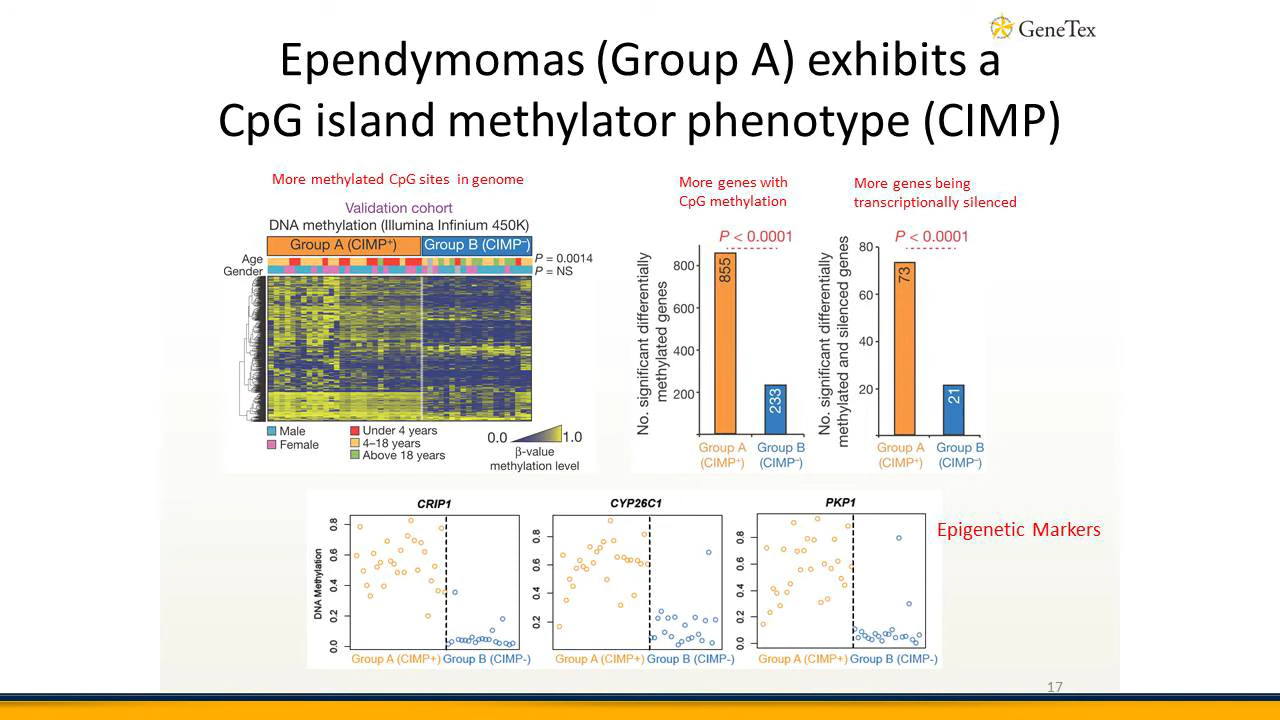 GeneTex
Ependymomas (Group A) exhibits a
CpG island methylator phenotype (CIMP)
More methylated CpG sites in genome
Validation cohort
DNA methylation (Illumina Infinium 450K)
Group A (CIMP⁺) Group B (CIMP⁻)
Age
Gender
P = 0.0014
P = NS
Male
Female
Under 4 years
4–18 years
Above 18 years
0.0 1.0
β-value
methylation level
More genes with
CpG methylation
P < 0.0001
No. significant differentially
methylated genes
800
600
400
200
855
233
Group A
(CIMP⁺)
Group B
(CIMP⁻)
More genes being
transcriptionally silenced
P < 0.0001
No. significant differentially
methylated and silenced genes
80
60
40
20
73
21
Group A
(CIMP⁺)
Group B
(CIMP⁻)
CRIP1
DNA Methylation
0.8
0.6
0.4
0.2
0.0
Group A (CIMP+) Group B (CIMP-)
CYP26C1
0.8
0.6
0.4
0.2
Group A (CIMP+) Group B (CIMP-)
PKP1
0.8
0.6
0.4
0.2
0.0
Group A (CIMP+) Group B (CIMP-)
Epigenetic Markers
17